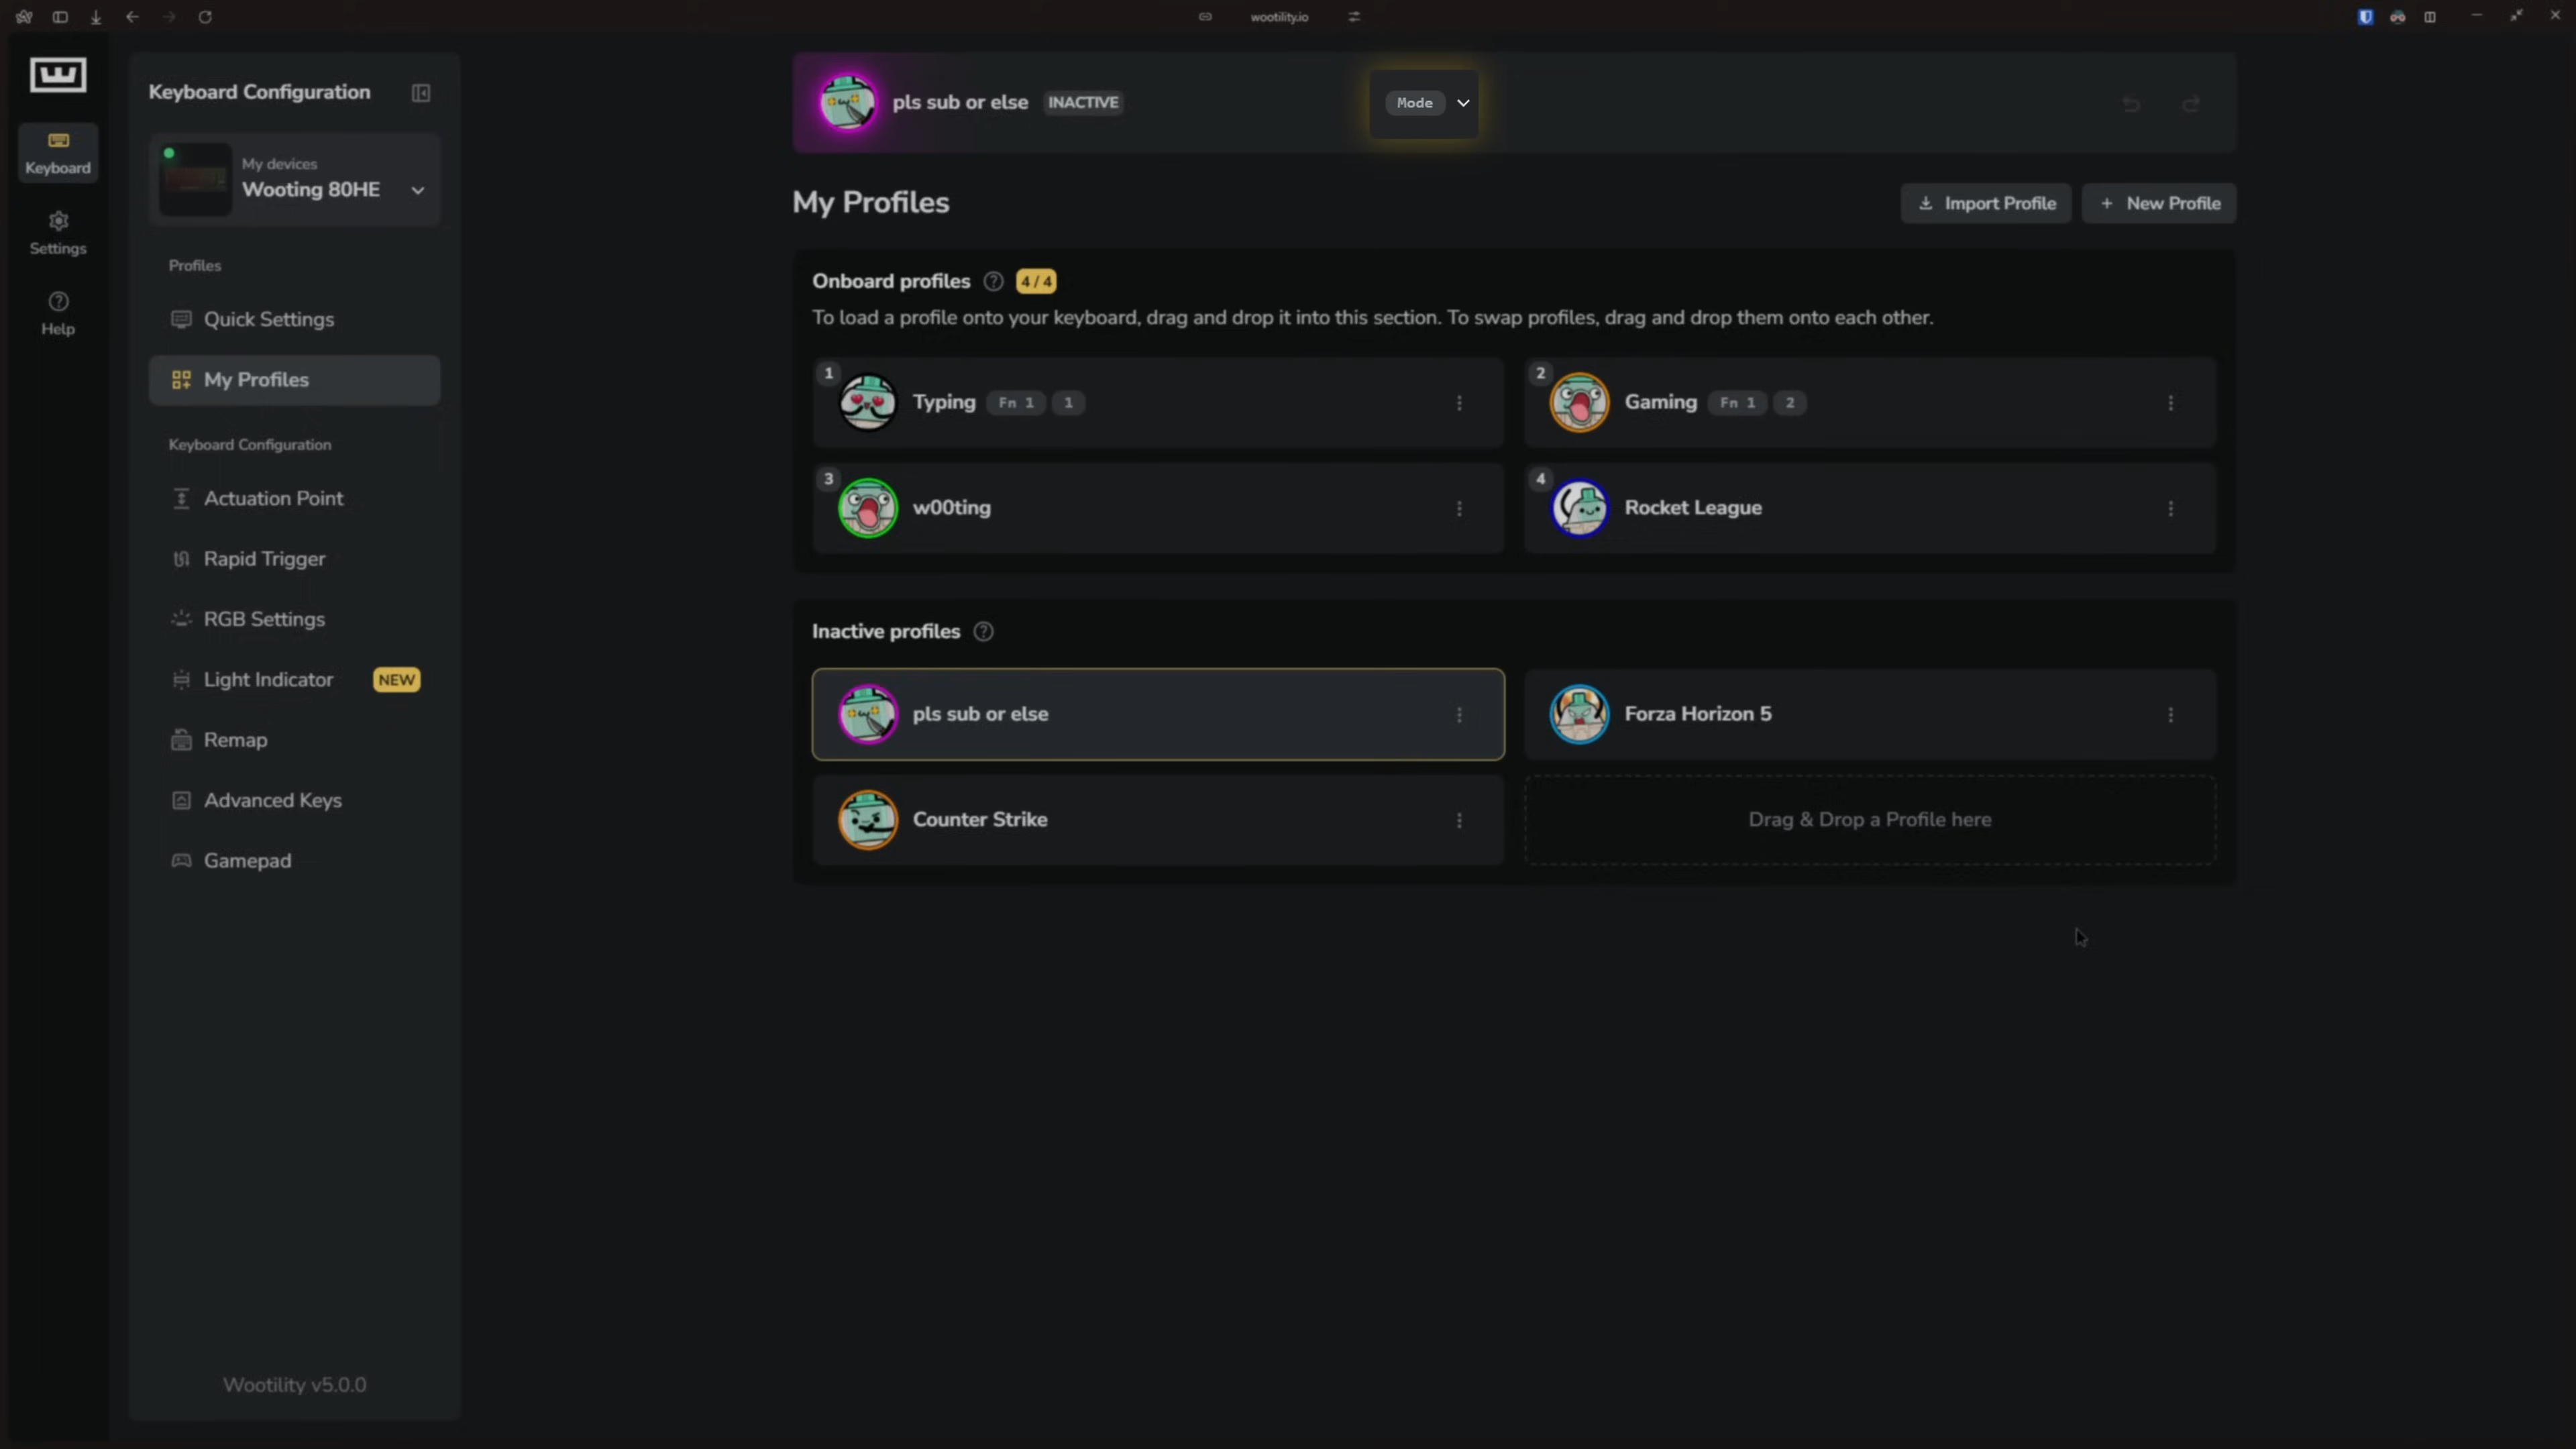 wootility.io
Keyboard
Settings
Help
Keyboard Configuration
My devices
Wooting 80HE
Profiles
Quick Settings
My Profiles
Keyboard Configuration
Actuation Point
Rapid Trigger
RGB Settings
Light Indicator NEW
Remap
Advanced Keys
Gamepad
Wootility v5.0.0
pls sub or else INACTIVE Mode
My Profiles Import Profile + New Profile
Onboard profiles ? 4 / 4
To load a profile onto your keyboard, drag and drop it into this section. To swap profiles, drag and drop them onto each other.
1 Typing Fn 1 1
2 Gaming Fn 1 2
3 w00ting
4 Rocket League
Inactive profiles ?
pls sub or else
Forza Horizon 5
Counter Strike
Drag & Drop a Profile here